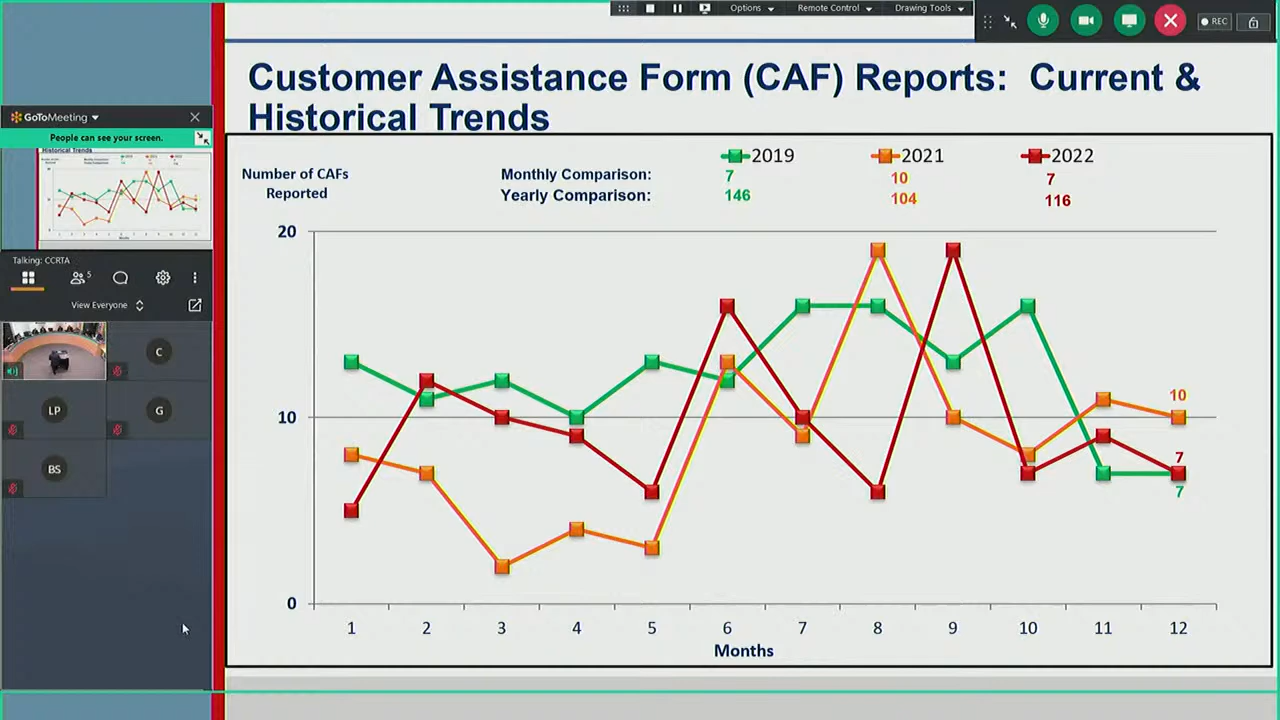 Options
Remote Control
Drawing Tools
REC
Customer Assistance Form (CAF) Reports: Current &
Historical Trends
GoToMeeting
People can see your screen.
Historical Trends
Talking: CCRTA
5
View Everyone
C
LP
G
BS
2019
2021
2022
Number of CAFs
Reported
Monthly Comparison:
7
10
7
Yearly Comparison:
146
104
116
20
10
0
10
7
7
1 2 3 4 5 6 7 8 9 10 11 12
Months